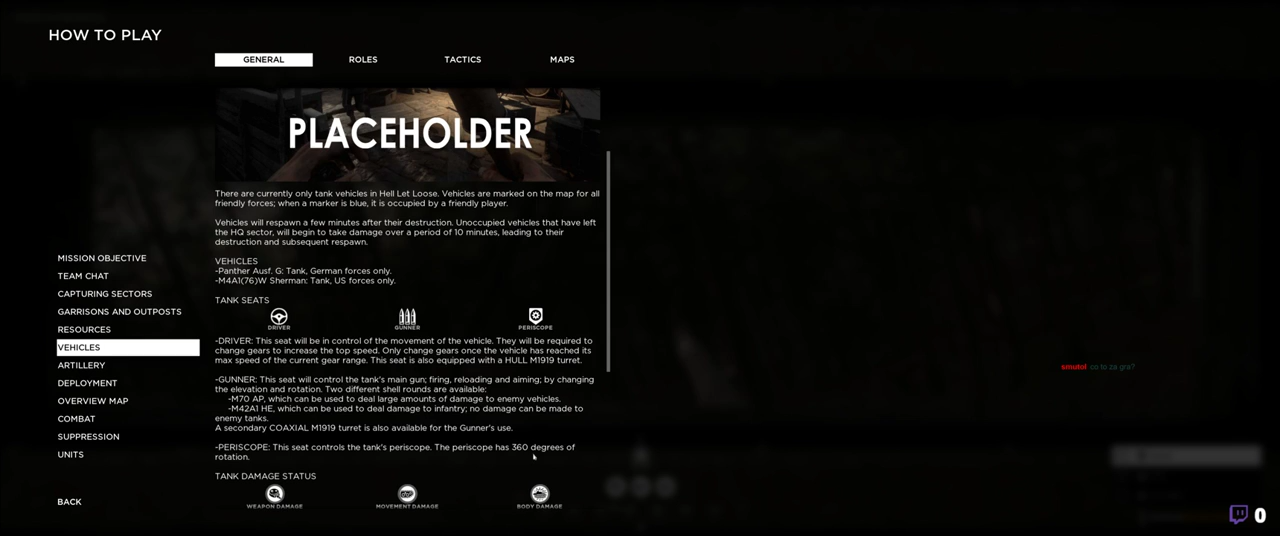 HOW TO PLAY
GENERAL
ROLES
TACTICS
MAPS
PLACEHOLDER
There are currently only tank vehicles in Hell Let Loose. Vehicles are marked on the map for all
friendly forces; when a marker is blue, it is occupied by a friendly player.
Vehicles will respawn a few minutes after their destruction. Unoccupied vehicles that have left
the HQ sector, will begin to take damage over a period of 10 minutes, leading to their
destruction and subsequent respawn.
VEHICLES
-Panther Ausf. G: Tank, German forces only.
-M4A1(76)W Sherman: Tank, US forces only.
TANK SEATS
DRIVER
GUNNER
PERISCOPE
-DRIVER: This seat will be in control of the movement of the vehicle. They will be required to
change gears to increase the top speed. Only change gears once the vehicle has reached its
max speed of the current gear range. This seat is also equipped with a HULL M1919 turret.
-GUNNER: This seat will control the tank's main gun; firing, reloading and aiming; by changing
the elevation and rotation. Two different shell rounds are available:
-M70 AP, which can be used to deal large amounts of damage to enemy vehicles.
-M42A1 HE, which can be used to deal damage to infantry; no damage can be made to
enemy tanks.
A secondary COAXIAL M1919 turret is also available for the Gunner's use.
-PERISCOPE: This seat controls the tank's periscope. The periscope has 360 degrees of
rotation.
TANK DAMAGE STATUS
WEAPON DAMAGE
MOVEMENT DAMAGE
BODY DAMAGE
MISSION OBJECTIVE
TEAM CHAT
CAPTURING SECTORS
GARRISONS AND OUTPOSTS
RESOURCES
VEHICLES
ARTILLERY
DEPLOYMENT
OVERVIEW MAP
COMBAT
SUPPRESSION
UNITS
BACK
smutol co to za gra?
0